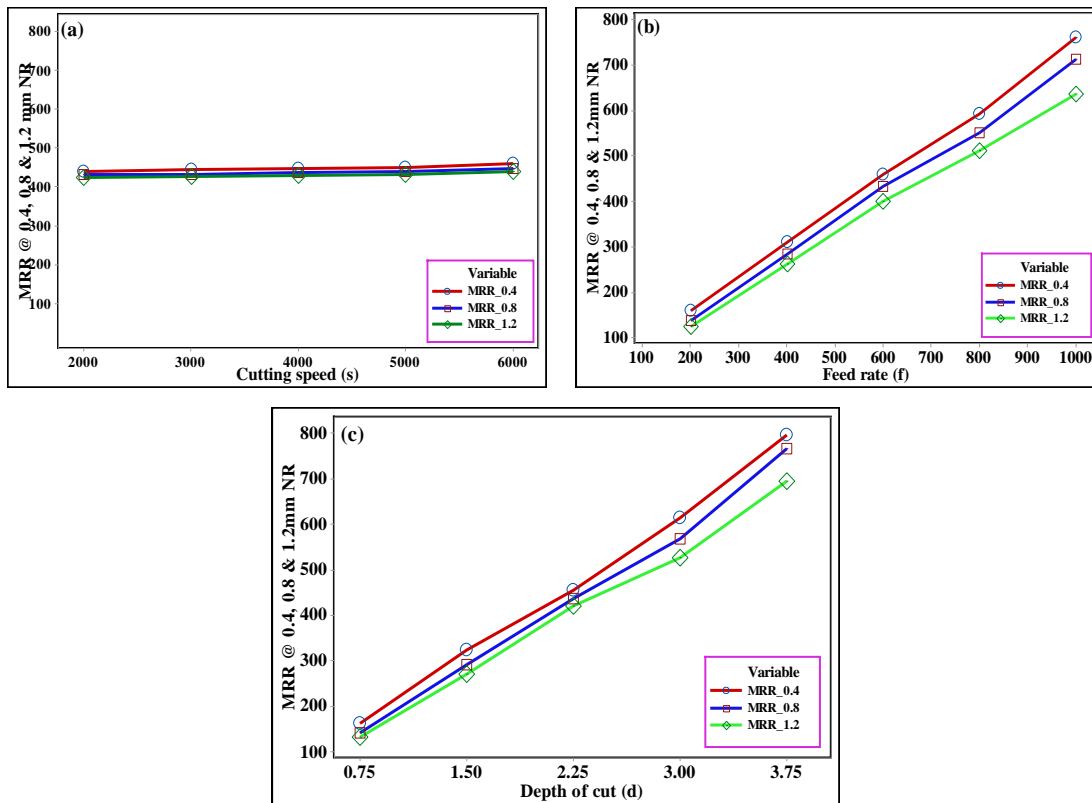 (a)
MRR @ 0.4, 0.8 & 1.2 mm NR
800
700
600
500
400
300
200
100
Variable
MRR_0.4
MRR_0.8
MRR_1.2
2000 3000 4000 5000 6000
Cutting speed (s)
(b)
MRR @ 0.4, 0.8 & 1.2mm NR
800
700
600
500
400
300
200
100
Variable
MRR_0.4
MRR_0.8
MRR_1.2
100 200 300 400 500 600 700 800 900 1000
Feed rate (f)
(c)
MRR @ 0.4, 0.8 & 1.2mm NR
800
700
600
500
400
300
200
100
Variable
MRR_0.4
MRR_0.8
MRR_1.2
0.75 1.50 2.25 3.00 3.75
Depth of cut (d)